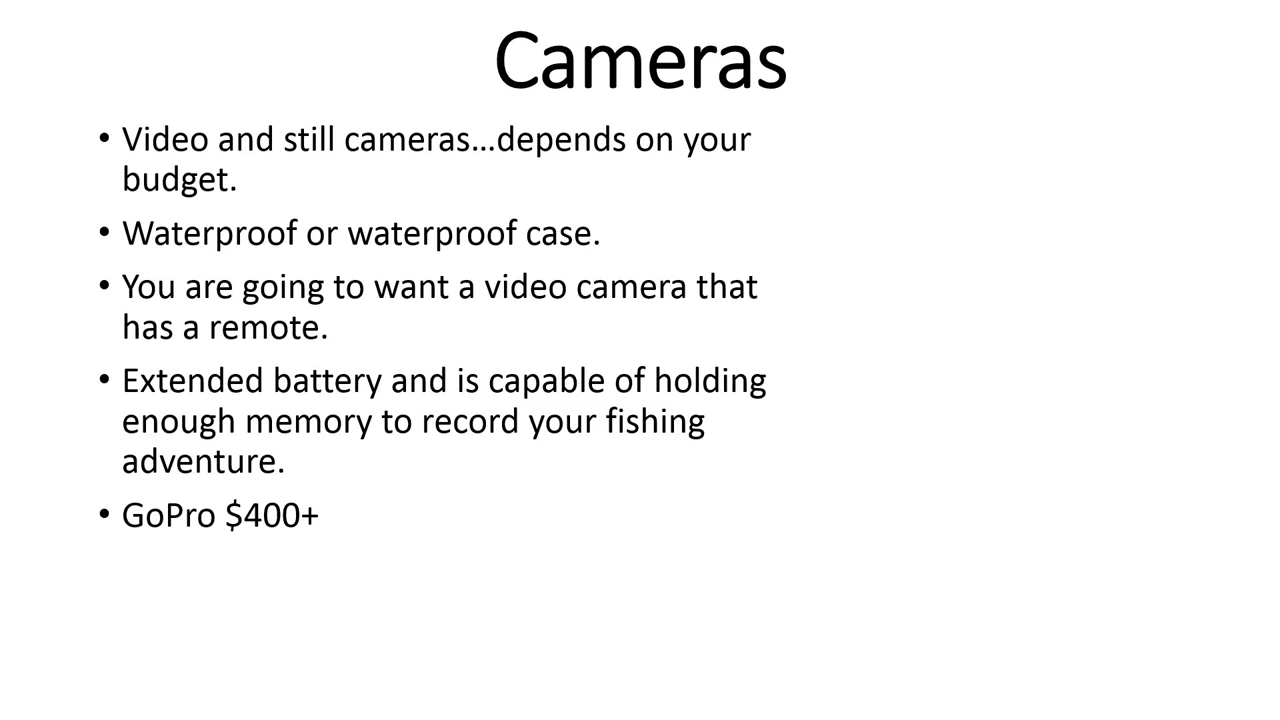 Cameras
• Video and still cameras...depends on your
budget.
• Waterproof or waterproof case.
• You are going to want a video camera that
has a remote.
• Extended battery and is capable of holding
enough memory to record your fishing
adventure.
• GoPro $400+